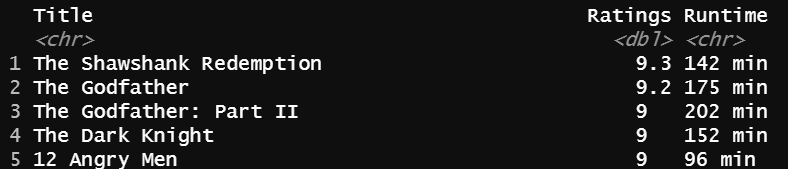 Title Ratings Runtime
<chr> <dbl> <chr>
1 The Shawshank Redemption 9.3 142 min
2 The Godfather 9.2 175 min
3 The Godfather: Part II 9 202 min
4 The Dark Knight 9 152 min
5 12 Angry Men 9 96 min